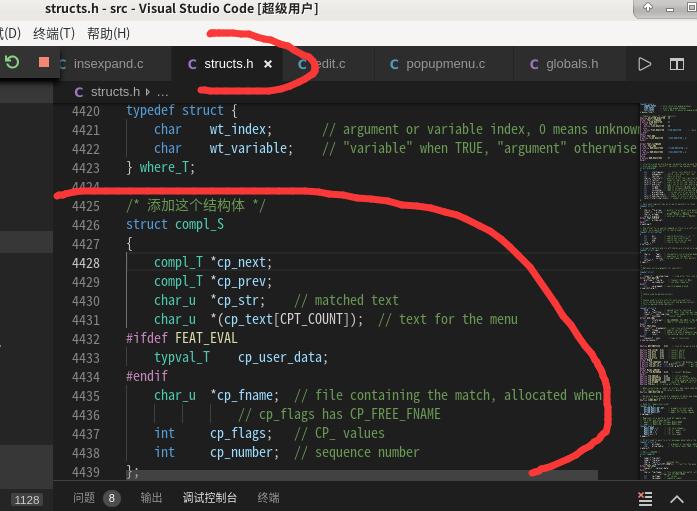 structs.h - src - Visual Studio Code [超级用户]
(D) 终端(T) 帮助(H)
C insexpand.c C structs.h × C edit.c C popupmenu.c C globals.h
C structs.h › ...
4420 typedef struct {
4421 char wt_index; // argument or variable index, 0 means unknown
4422 char wt_variable; // "variable" when TRUE, "argument" otherwise
4423 } where_T;
4424
4425 /* 添加这个结构体 */
4426 struct compl_S
4427 {
4428 compl_T *cp_next;
4429 compl_T *cp_prev;
4430 char_u *cp_str; // matched text
4431 char_u *(cp_text[CPT_COUNT]); // text for the menu
4432 #ifdef FEAT_EVAL
4433 typval_T cp_user_data;
4434 #endif
4435 char_u *cp_fname; // file containing the match, allocated when
4436 // cp_flags has CP_FREE_FNAME
4437 int cp_flags; // CP_ values
4438 int cp_number; // sequence number
4439 };
1128 问题 8 输出 调试控制台 终端